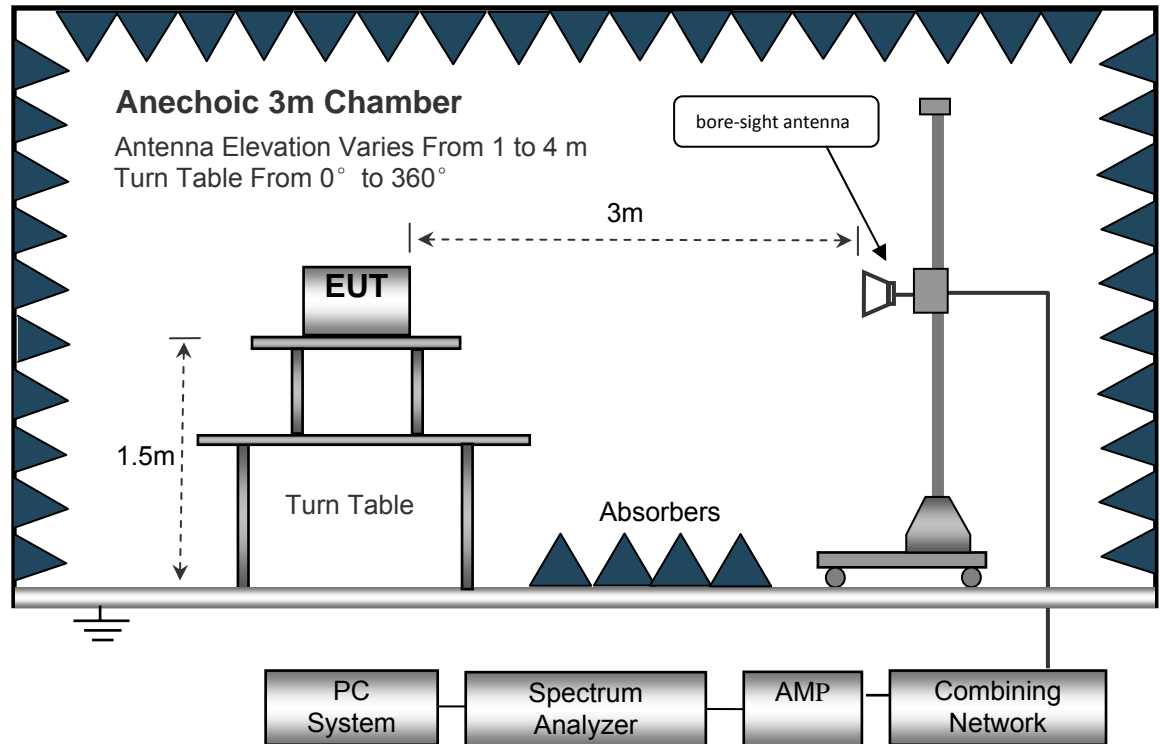 Anechoic 3m Chamber
Antenna Elevation Varies From 1 to 4 m
Turn Table From 0° to 360°
bore-sight antenna
3m
EUT
1.5m
Turn Table
Absorbers
PC
System
Spectrum
Analyzer
AMP
Combining
Network